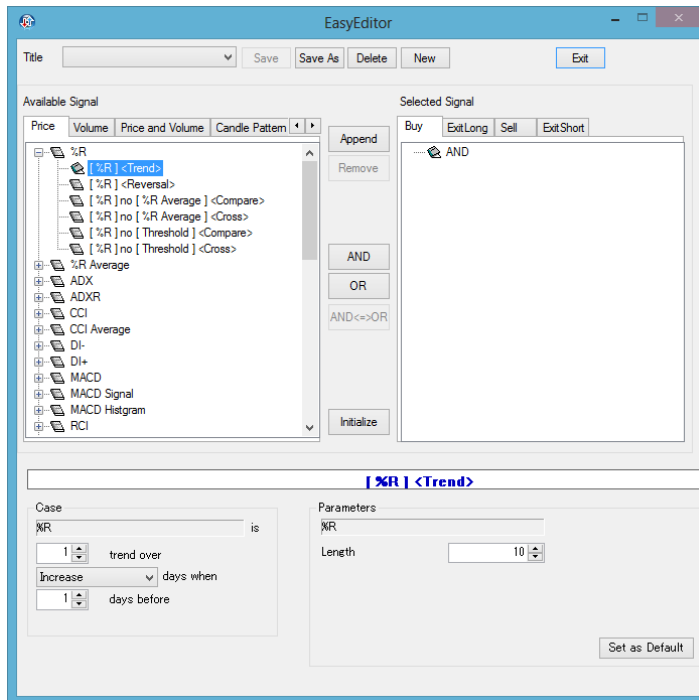 EasyEditor
Title Save Save As Delete New Exit
Available Signal
Selected Signal
Price Volume Price and Volume Candle Pattern
Buy ExitLong Sell ExitShort
%R
[ %R ] <Trend>
[ %R ] <Reversal>
[ %R ] no [ %R Average ] <Compare>
[ %R ] no [ %R Average ] <Cross>
[ %R ] no [ Threshold ] <Compare>
[ %R ] no [ Threshold ] <Cross>
%R Average
ADX
ADXR
CCI
CCI Average
DI-
DI+
MACD
MACD Signal
MACD Histgram
RCI
Append
Remove
AND
OR
AND<=>OR
Initialize
AND
[ %R ] <Trend>
Case
%R is
1 trend over
Increase days when
1 days before
Parameters
%R
Length 10
Set as Default